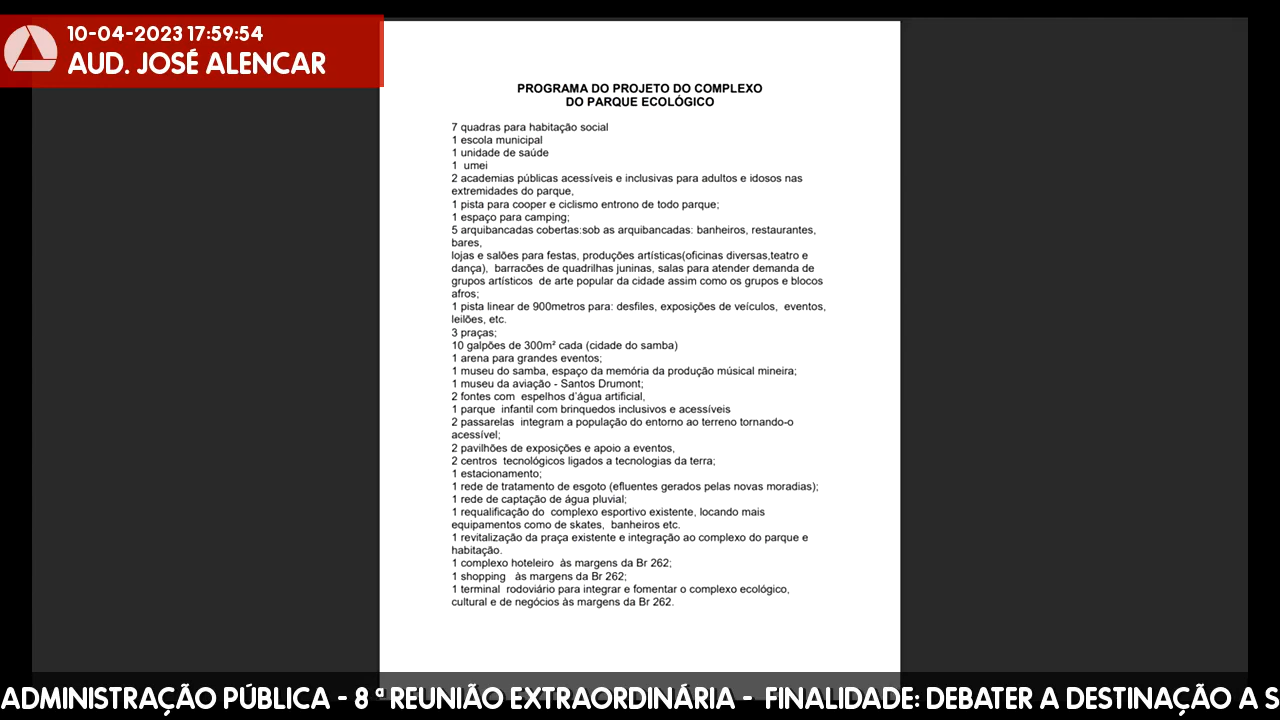 10-04-2023 17:59:54
AUD. JOSÉ ALENCAR
PROGRAMA DO PROJETO DO COMPLEXO
DO PARQUE ECOLÓGICO
7 quadras para habitação social
1 escola municipal
1 unidade de saúde
1  umei
2 academias públicas acessíveis e inclusivas para adultos e idosos nas
extremidades do parque,
1 pista para cooper e ciclismo entrono de todo parque;
1 espaço para camping;
5 arquibancadas cobertas:sob as arquibancadas: banheiros, restaurantes,
bares,
lojas e salões para festas, produções artísticas(oficinas diversas,teatro e
dança),  barracões de quadrilhas juninas, salas para atender demanda de
grupos artísticos  de arte popular da cidade assim como os grupos e blocos
afros;
1 pista linear de 900metros para: desfiles, exposições de veículos,  eventos,
leilões, etc.
3 praças;
10 galpões de 300m² cada (cidade do samba)
1 arena para grandes eventos;
1 museu do samba, espaço da memória da produção músical mineira;
1 museu da aviação - Santos Drumont;
2 fontes com  espelhos d'água artificial,
1 parque  infantil com brinquedos inclusivos e acessíveis
2 passarelas  integram a população do entorno ao terreno tornando-o
acessível;
2 pavilhões de exposições e apoio a eventos,
2 centros  tecnológicos ligados a tecnologias da terra;
1 estacionamento;
1 rede de tratamento de esgoto (efluentes gerados pelas novas moradias);
1 rede de captação de água pluvial;
1 requalificação do  complexo esportivo existente, locando mais
equipamentos como de skates,  banheiros etc.
1 revitalização da praça existente e integração ao complexo do parque e
habitação.
1 complexo hoteleiro  às margens da Br 262;
1 shopping   às margens da Br 262;
1 terminal  rodoviário para integrar e fomentar o complexo ecológico,
cultural e de negócios às margens da Br 262.
ADMINISTRAÇÃO PÚBLICA - 8 ª REUNIÃO EXTRAORDINÁRIA -  FINALIDADE: DEBATER A DESTINAÇÃO A S